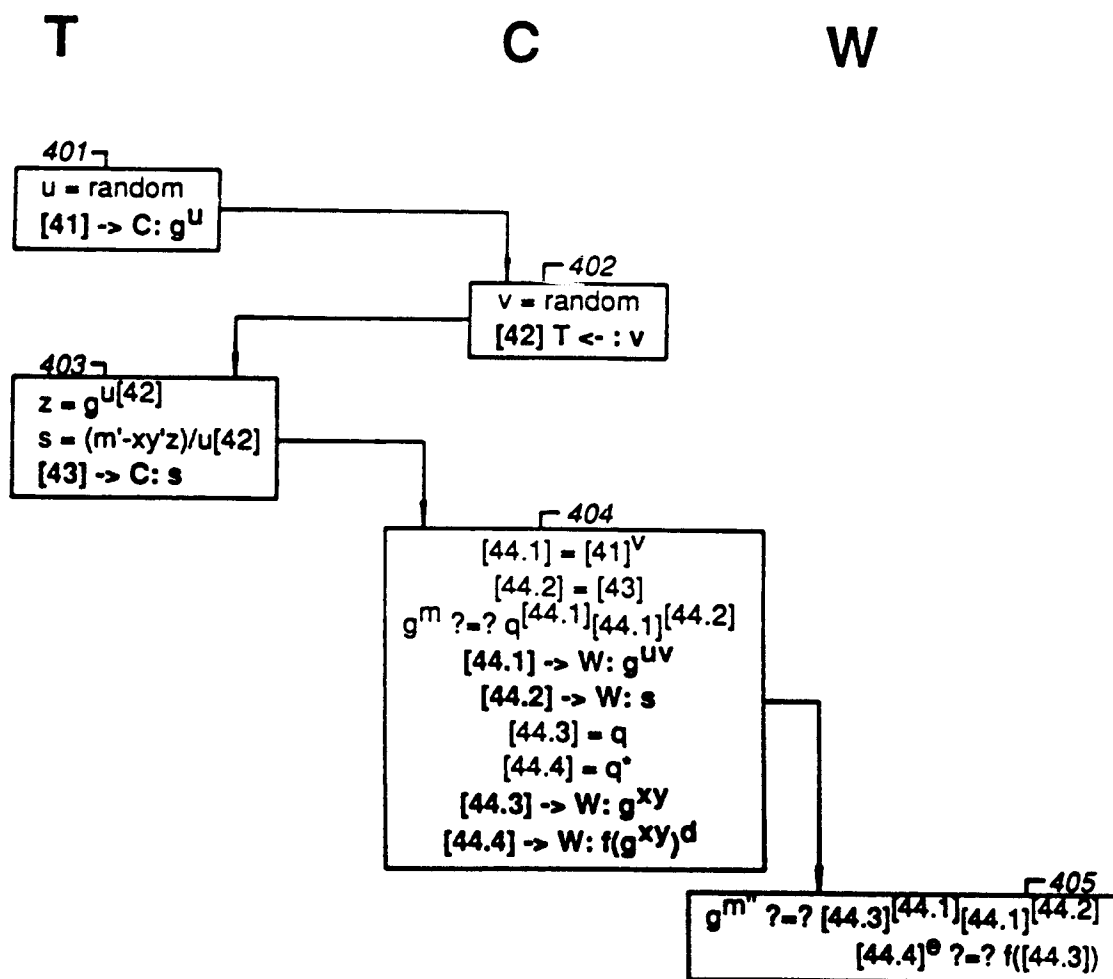 T C W
401
u = random
[41] -> C: g^u
402
v = random
[42] T <- : v
403
z = g^u[42]
s = (m'-xy'z)/u[42]
[43] -> C: s
404
[44.1] = [41]^v
[44.2] = [43]
g^m ?=? q^[44.1][44.1]^[44.2]
[44.1] -> W: g^uv
[44.2] -> W: s
[44.3] = q
[44.4] = q*
[44.3] -> W: g^xy
[44.4] -> W: f(g^xy)^d
405
g^m" ?=? [44.3]^[44.1][44.1]^[44.2]
[44.4]^e ?=? f([44.3])